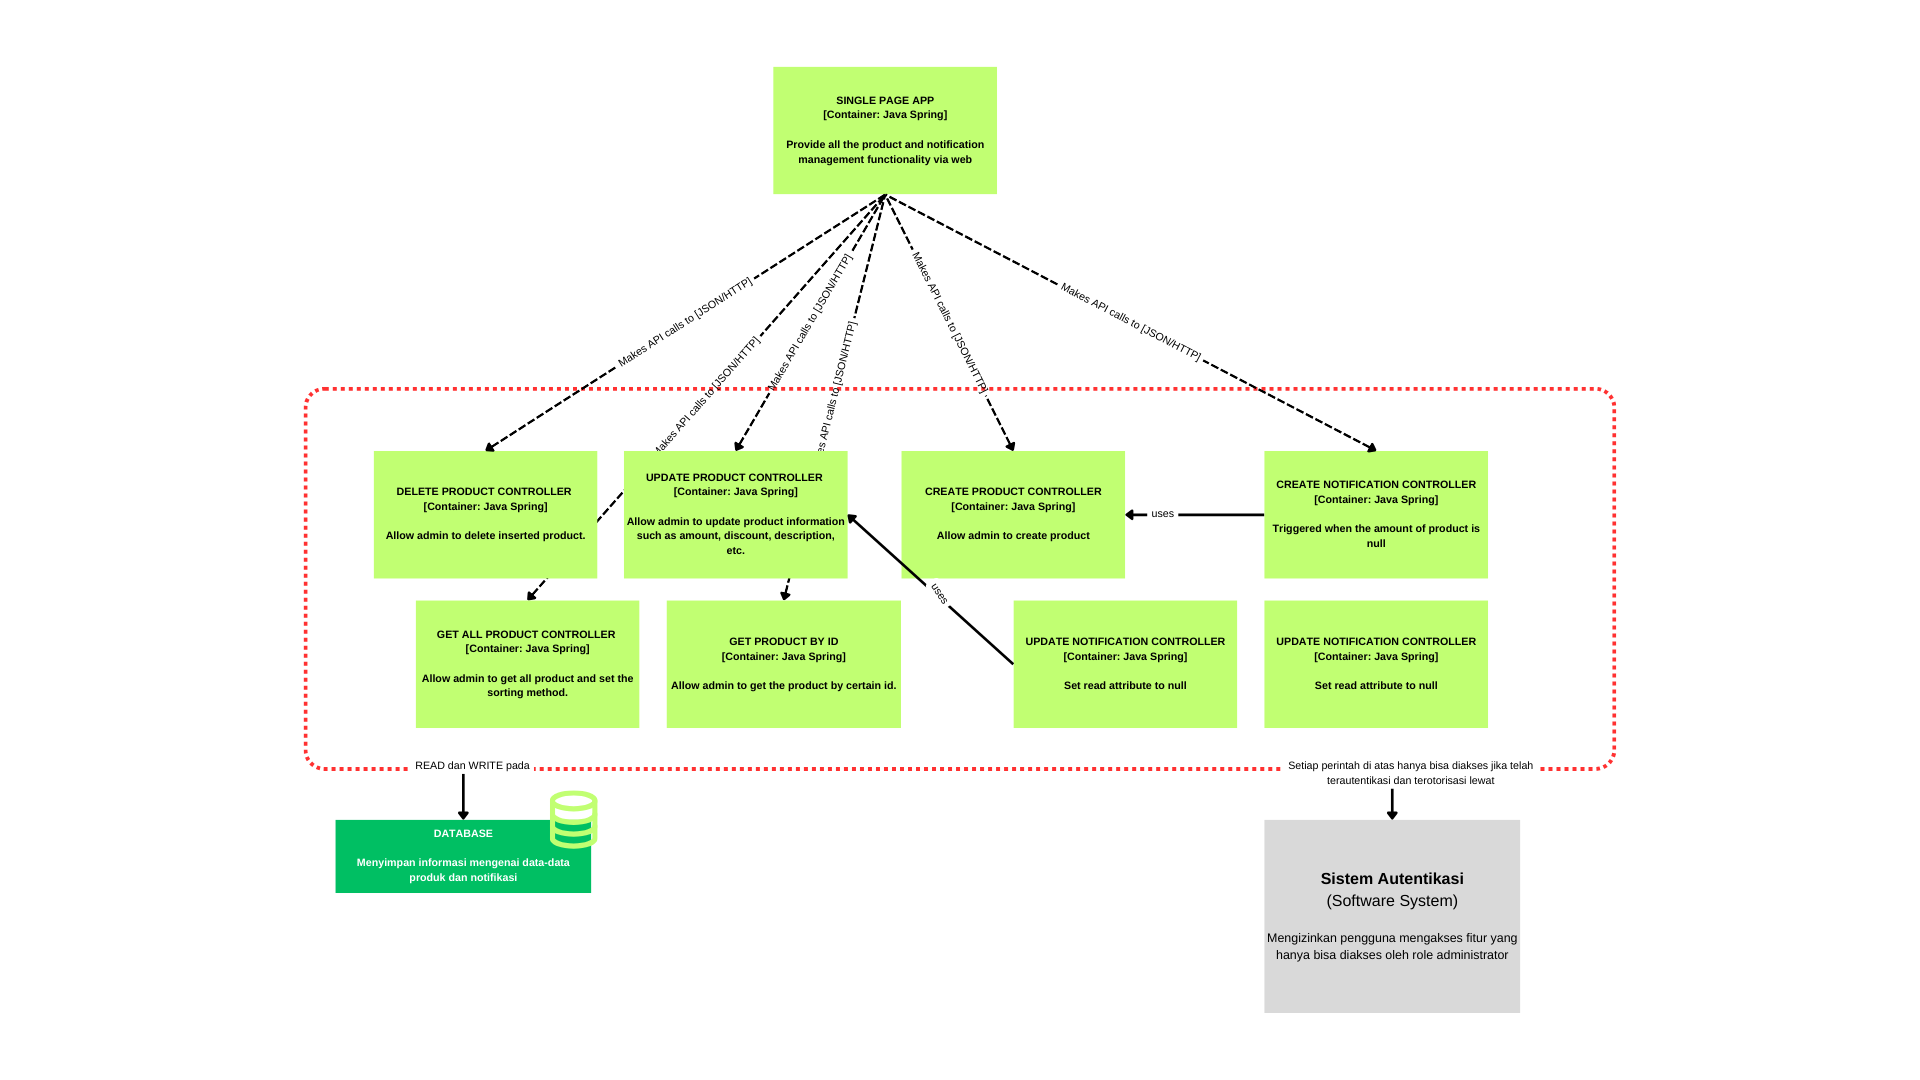 SINGLE PAGE APP
[Container: Java Spring]
Provide all the product and notification
management functionality via web
Makes API calls to [JSON/HTTP]
Makes API calls to [JSON/HTTP]
Makes API calls to [JSON/HTTP]
API calls to [JSON/HTTP]
Makes API calls to [JSON/HTTP]
Makes API calls to [JSON/HTTP]
DELETE PRODUCT CONTROLLER
[Container: Java Spring]
Allow admin to delete inserted product.
UPDATE PRODUCT CONTROLLER
[Container: Java Spring]
Allow admin to update product information
such as amount, discount, description,
etc.
CREATE PRODUCT CONTROLLER
[Container: Java Spring]
Allow admin to create product
uses
CREATE NOTIFICATION CONTROLLER
[Container: Java Spring]
Triggered when the amount of product is
null
uses
GET ALL PRODUCT CONTROLLER
[Container: Java Spring]
Allow admin to get all product and set the
sorting method.
GET PRODUCT BY ID
[Container: Java Spring]
Allow admin to get the product by certain id.
UPDATE NOTIFICATION CONTROLLER
[Container: Java Spring]
Set read attribute to null
UPDATE NOTIFICATION CONTROLLER
[Container: Java Spring]
Set read attribute to null
READ dan WRITE pada
Setiap perintah di atas hanya bisa diakses jika telah
terautentikasi dan terotorisasi lewat
DATABASE
Menyimpan informasi mengenai data-data
produk dan notifikasi
Sistem Autentikasi
(Software System)
Mengizinkan pengguna mengakses fitur yang
hanya bisa diakses oleh role administrator